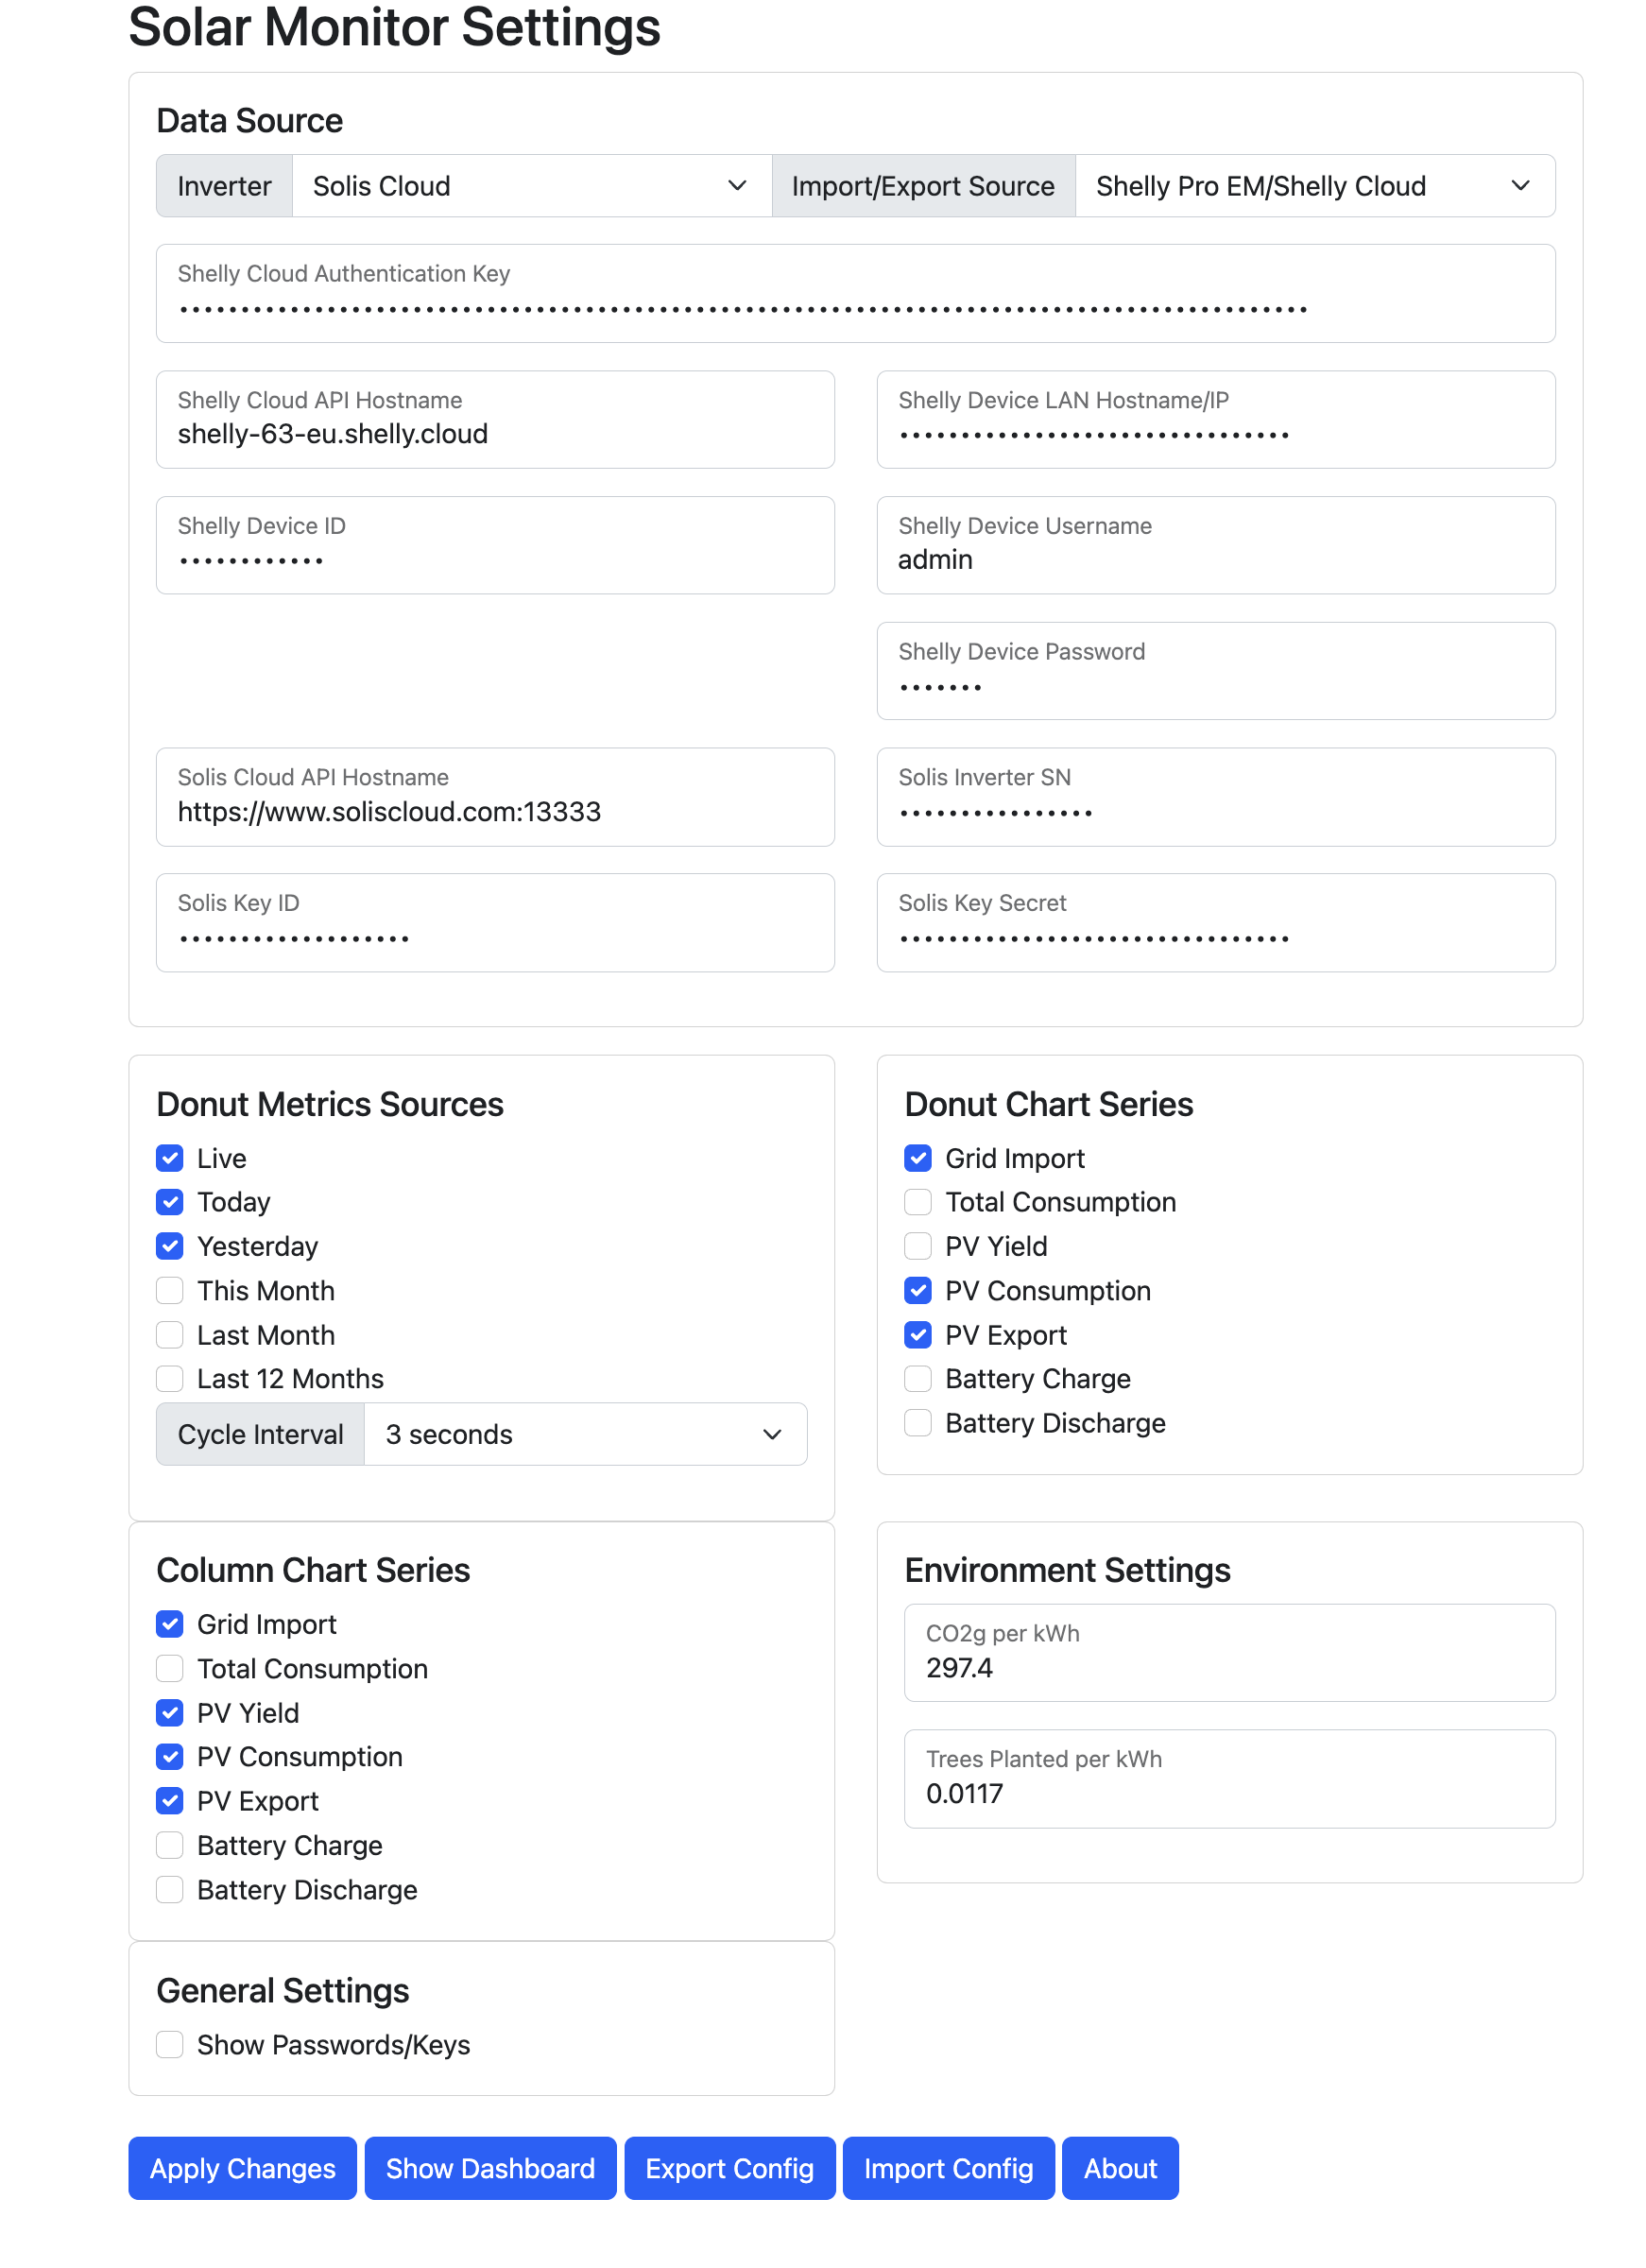 Solar Monitor Settings
Data Source
Inverter Solis Cloud Import/Export Source Shelly Pro EM/Shelly Cloud
Shelly Cloud Authentication Key
Shelly Cloud API Hostname
shelly-63-eu.shelly.cloud
Shelly Device LAN Hostname/IP
Shelly Device ID
Shelly Device Username
admin
Shelly Device Password
Solis Cloud API Hostname
https://www.soliscloud.com:13333
Solis Inverter SN
Solis Key ID
Solis Key Secret
Donut Metrics Sources
Live
Today
Yesterday
This Month
Last Month
Last 12 Months
Cycle Interval 3 seconds
Donut Chart Series
Grid Import
Total Consumption
PV Yield
PV Consumption
PV Export
Battery Charge
Battery Discharge
Column Chart Series
Grid Import
Total Consumption
PV Yield
PV Consumption
PV Export
Battery Charge
Battery Discharge
Environment Settings
CO2g per kWh
297.4
Trees Planted per kWh
0.0117
General Settings
Show Passwords/Keys
Apply Changes Show Dashboard Export Config Import Config About